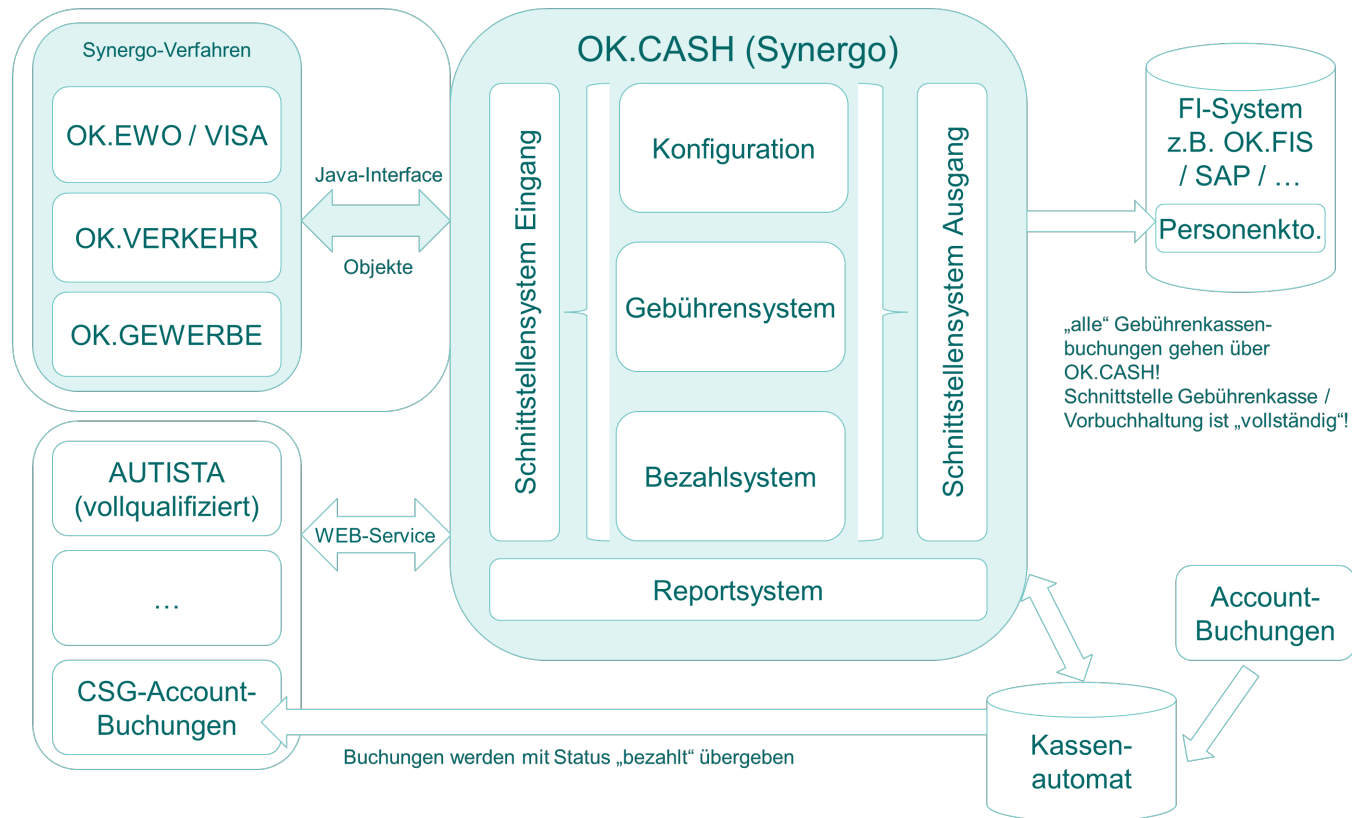 Synergo-Verfahren
OK.EWO / VISA
OK.VERKEHR
OK.GEWERBE
Java-Interface
Objekte
OK.CASH (Synergo)
Schnittstellensystem Eingang
Konfiguration
Gebührensystem
Bezahlsystem
Schnittstellensystem Ausgang
Reportsystem
FI-System
z.B. OK.FIS
/ SAP / …
Personenkto.
„alle“ Gebührenkassen-
buchungen gehen über
OK.CASH!
Schnittstelle Gebührenkasse /
Vorbuchhaltung ist „vollständig“!
AUTISTA
(vollqualifiziert)
…
CSG-Account-
Buchungen
WEB-Service
Account-
Buchungen
Kassen-
automat
Buchungen werden mit Status „bezahlt“ übergeben